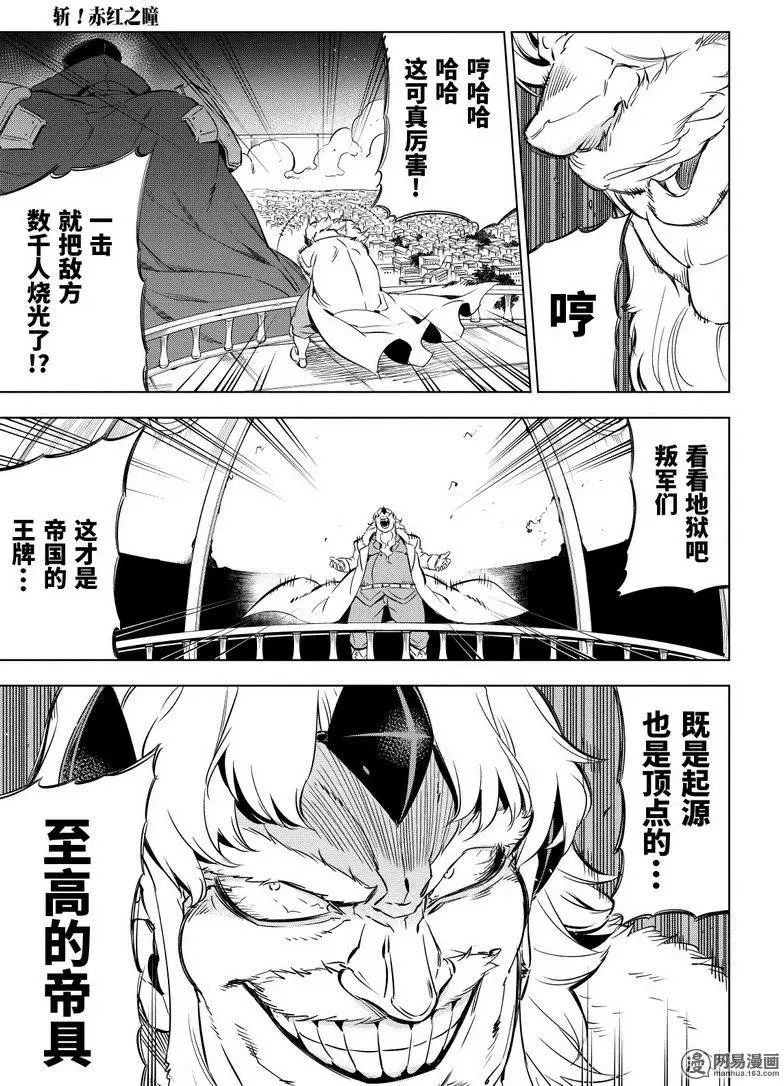 斩！赤红之瞳
哼
哼哈哈
哈哈
这可真厉害！
一击
就把敌方
数千人烧光了!?
看看地狱吧
叛军们
这才是
帝国的
王牌…
既是起源
也是顶点的…
至高的帝具
网易漫画
manhua.163.com